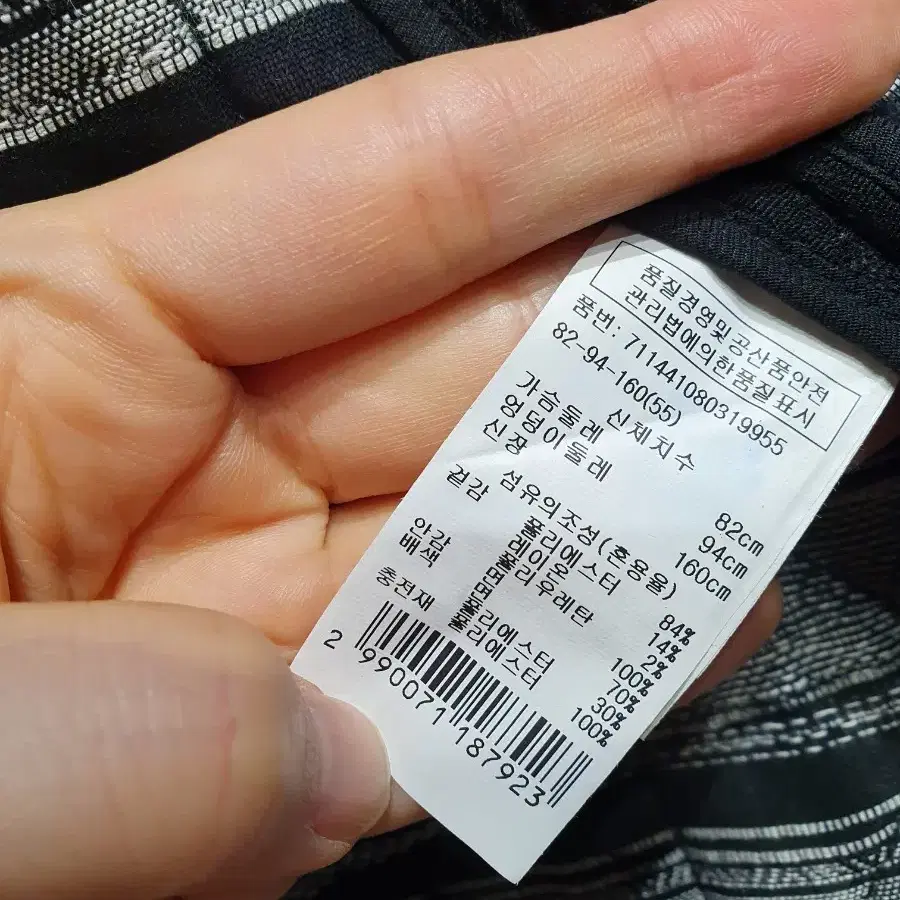 품질경영및공산품안전
관리법에의한품질표시
품번: 711441080319955
82-94-160(55)
신체치수
가슴둘레 82cm
엉덩이둘레 94cm
신장 160cm
섬유의조성(혼용율)
겉감 폴리에스터 84%
레이온 14%
폴리우레탄 2%
안감 면 100%
배색 면 70%
폴리에스터 30%
충전재 폴리에스터 100%
2 990071 187923